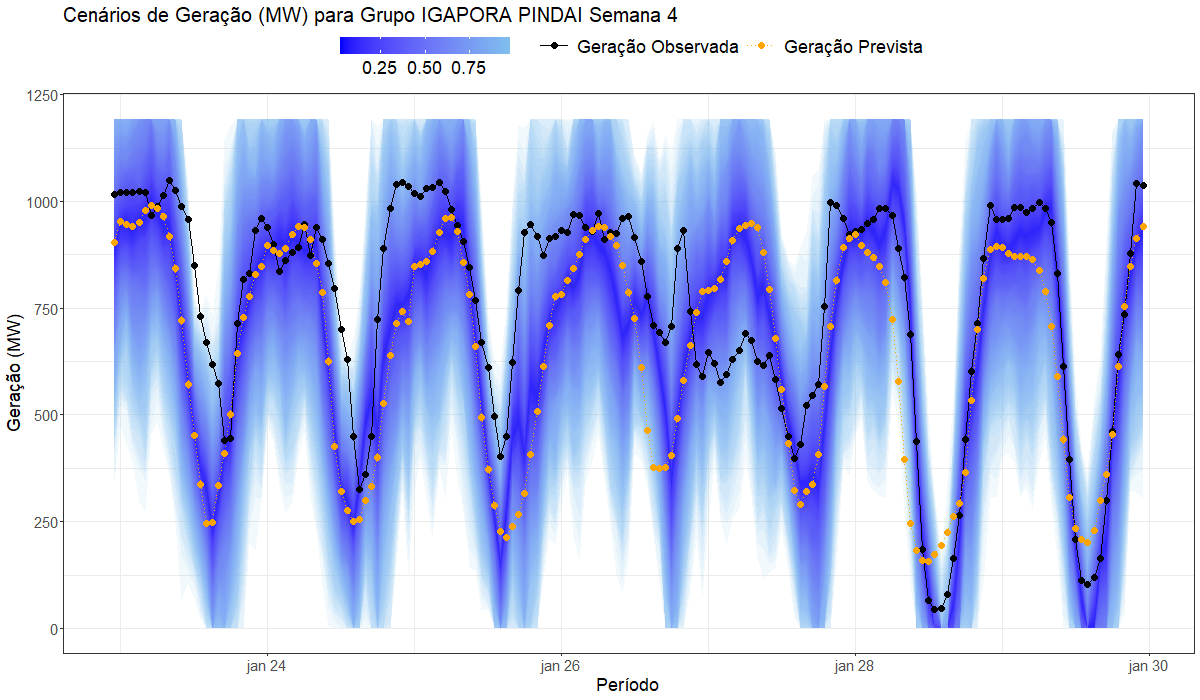 Cenários de Geração (MW) para Grupo IGAPORA PINDAI Semana 4
0.25 0.50 0.75
Geração Observada
Geração Prevista
Geração (MW)
1250
1000
750
500
250
0
jan 24
jan 26
jan 28
jan 30
Período